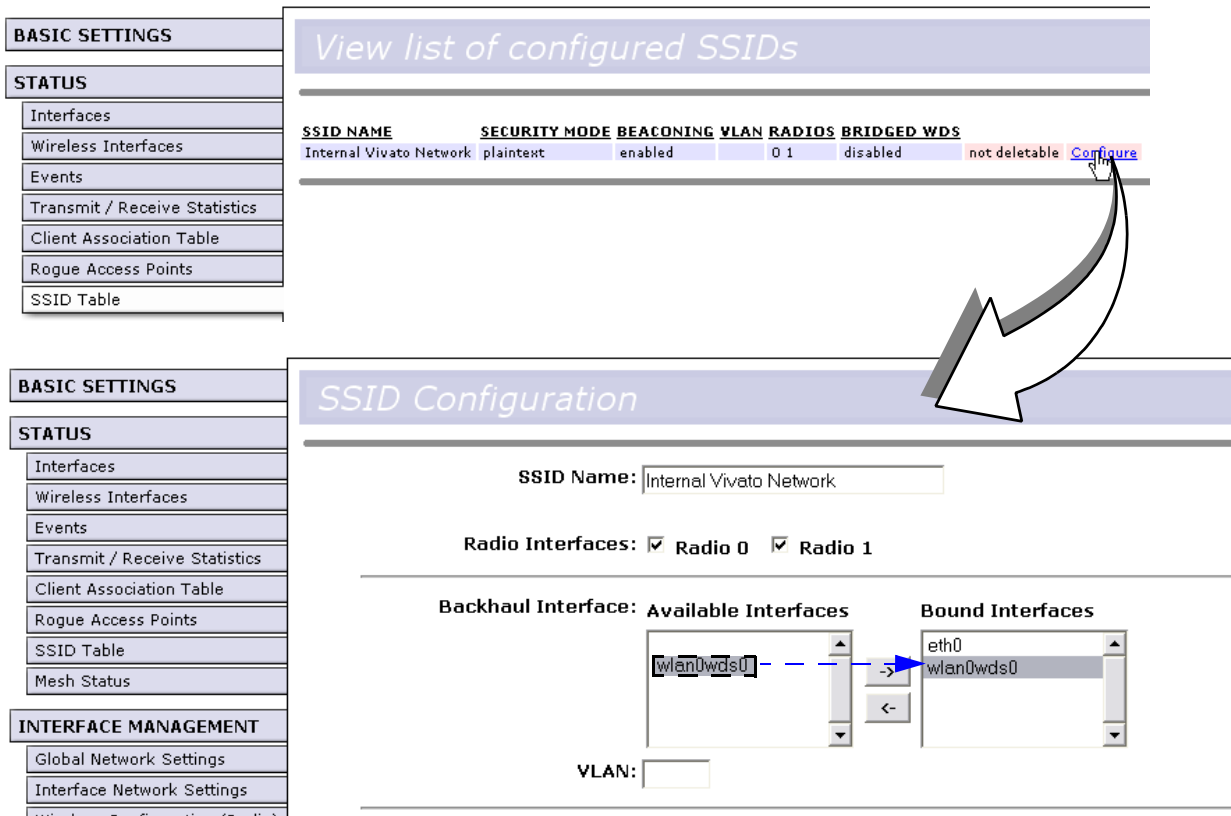 BASIC SETTINGS
STATUS
Interfaces
Wireless Interfaces
Events
Transmit / Receive Statistics
Client Association Table
Rogue Access Points
SSID Table
View list of configured SSIDs
SSID NAME SECURITY MODE BEACONING VLAN RADIOS BRIDGED WDS
Internal Vivato Network plaintext enabled 0 1 disabled not deletable Configure
BASIC SETTINGS
STATUS
Interfaces
Wireless Interfaces
Events
Transmit / Receive Statistics
Client Association Table
Rogue Access Points
SSID Table
Mesh Status
INTERFACE MANAGEMENT
Global Network Settings
Interface Network Settings
SSID Configuration
SSID Name: Internal Vivato Network
Radio Interfaces: Radio 0 Radio 1
Backhaul Interface: Available Interfaces Bound Interfaces
eth0
wlan0wds0 -> wlan0wds0
<-
VLAN: